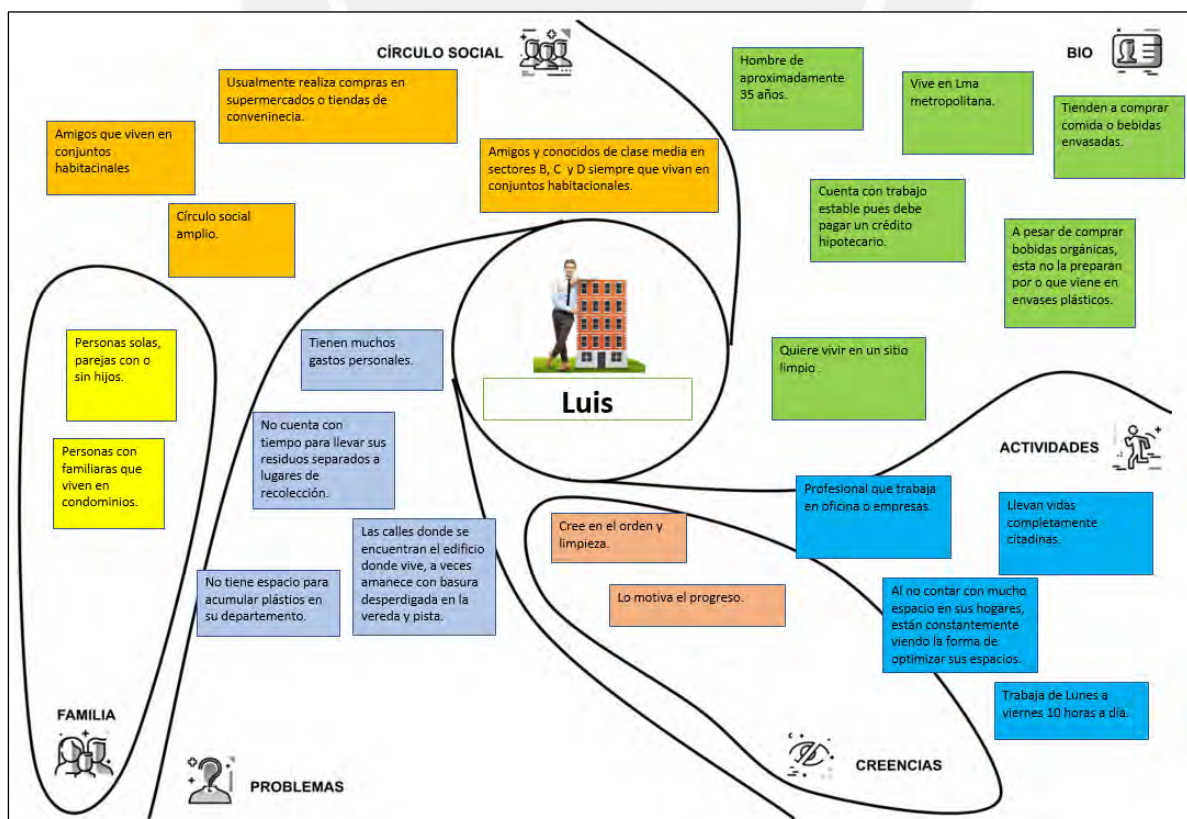 CÍRCULO SOCIAL
Usualmente realiza compras en
supermercados o tiendas de
conveninecia.
Amigos que viven en
conjuntos
habitacinales
Amigos y conocidos de clase media en
sectores B, C y D siempre que vivan en
conjuntos habitacionales.
Círculo social
amplio.
BIO
Hombre de
aproximadamente
35 años.
Vive en Lma
metropolitana.
Tienden a comprar
comida o bebidas
envasadas.
Cuenta con trabajo
estable pues debe
pagar un crédito
hipotecario.
A pesar de comprar
bobidas orgánicas,
esta no la preparan
por o que viene en
envases plásticos.
Quiere vivir en un sitio
limpio .
Luis
Personas solas,
parejas con o
sin hijos.
Personas con
familiaras que
viven en
condominios.
FAMILIA
Tienen muchos
gastos personales.
No cuenta con
tiempo para llevar sus
residuos separados a
lugares de
recolección.
Las calles donde se
encuentran el edificio
donde vive, a veces
amanece con basura
desperdigada en la
vereda y pista.
No tiene espacio para
acumular plástios en
su departemento.
PROBLEMAS
Cree en el orden y
limpieza.
Lo motiva el progreso.
CREENCIAS
ACTIVIDADES
Profesional que trabaja
en oficina o empresas.
Llevan vidas
completamente
citadinas.
Al no contar con mucho
espacio en sus hogares,
están constantemente
viendo la forma de
optimizar sus espacios.
Trabaja de Lunes a
viernes 10 horas a día.